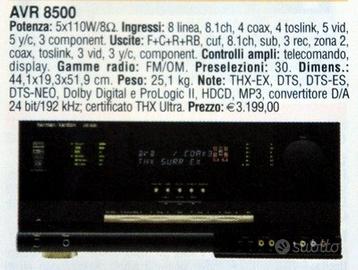 AVR 8500
Potenza: 5x110W/8Ω. Ingressi: 8 linea, 8.1ch, 4 coax, 4 toslink, 5 vid,
5 y/c, 3 component. Uscite: F+C+R+RB, cuf, 8.1ch, sub, 3 rec, zona 2,
coax, toslink, 3 vid, 3 y/c, component. Controlli ampli: telecomando,
display. Gamme radio: FM/OM. Preselezioni: 30. Dimens.:
44,1x19,3x51,9 cm. Peso: 25,1 kg. Note: THX-EX, DTS, DTS-ES,
DTS-NEO, Dolby Digital e ProLogic II, HDCD, MP3, convertitore D/A
24 bit/192 kHz; certificato THX Ultra. Prezzo: €3.199,00
harman kardon
THX SURR EX
subito